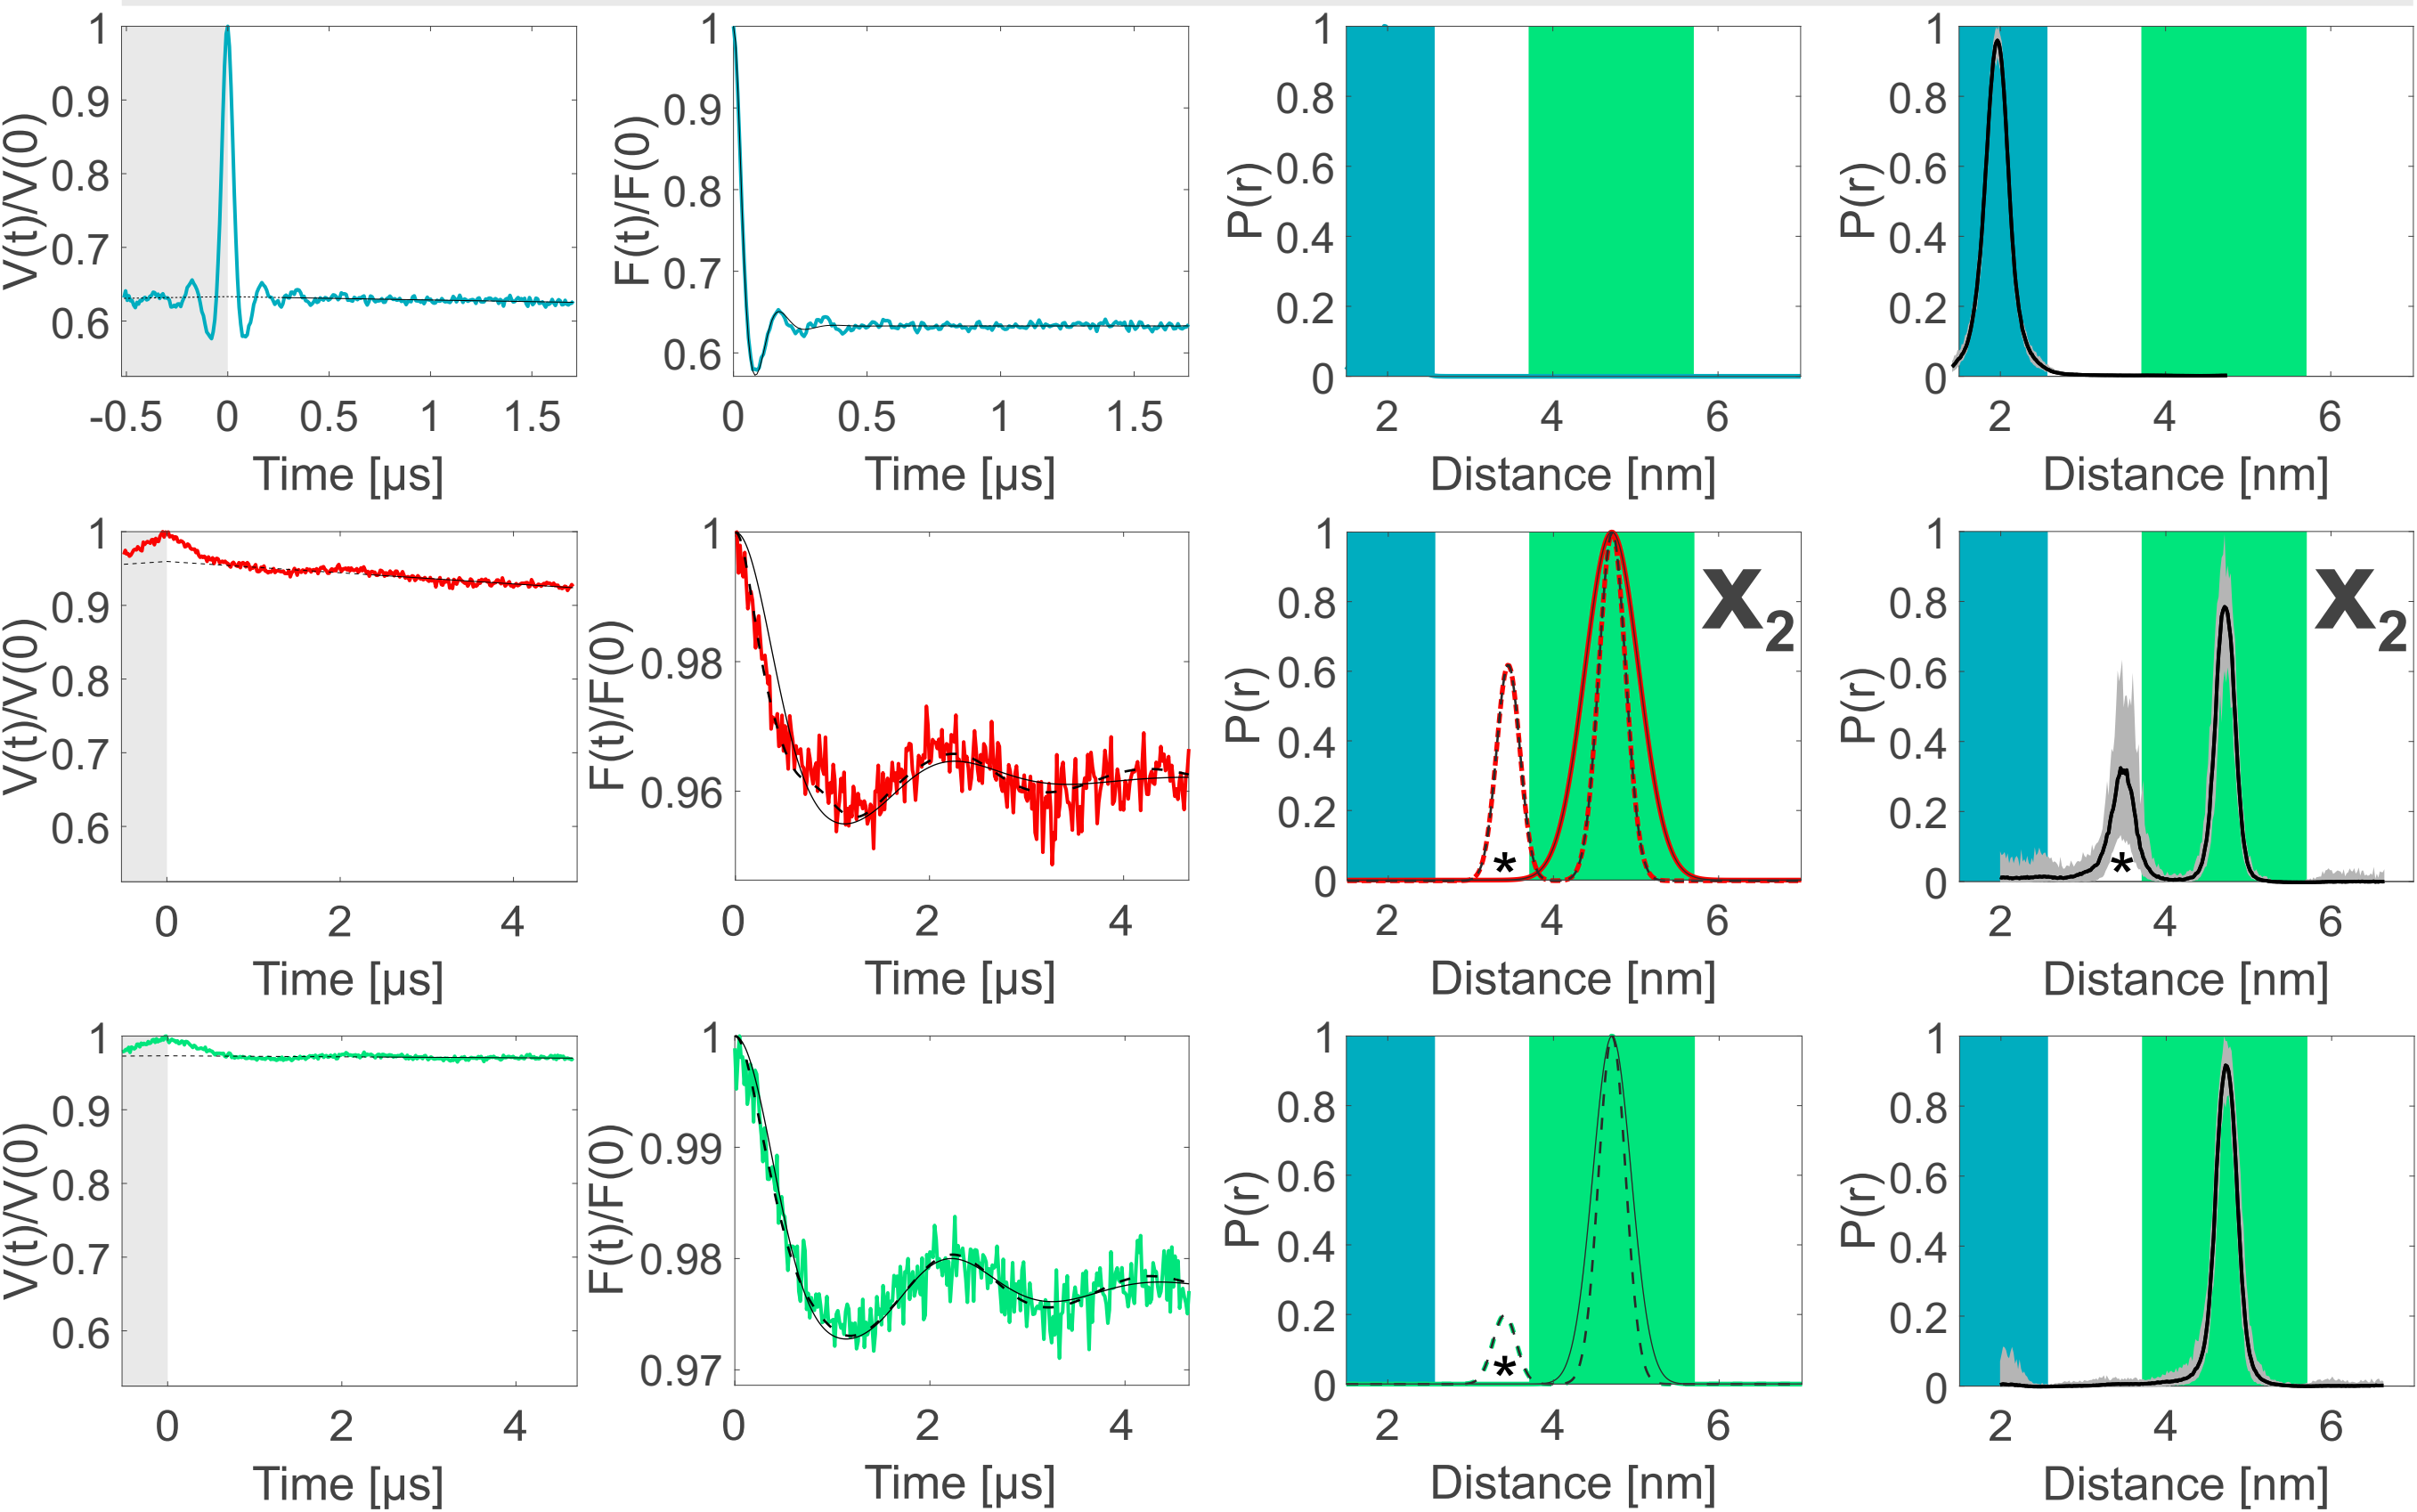 1 1 1 1
0.9 0.9 0.8 0.8
0.8 0.8 0.6 0.6
0.7 0.7 0.4 0.4
0.6 0.6 0.2 0.2
0 0
V(t)/V(0) F(t)/F(0) P(r) P(r)
-0.5 0 0.5 1 1.5 0 0.5 1 1.5 2 4 6 2 4 6
Time [µs] Time [µs] Distance [nm] Distance [nm]
1 1 1 1
0.9 0.98 0.8 0.8
0.8 0.96 0.6 0.6
0.7 0.4 0.4
0.6 0.2 0.2
0 0
V(t)/V(0) F(t)/F(0) P(r) P(r)
X2 X2
* *
0 2 4 0 2 4 2 4 6 2 4 6
Time [µs] Time [µs] Distance [nm] Distance [nm]
1 1 1 1
0.9 0.99 0.8 0.8
0.8 0.98 0.6 0.6
0.7 0.97 0.4 0.4
0.6 0.2 0.2
0 0
V(t)/V(0) F(t)/F(0) P(r) P(r)
*
0 2 4 0 2 4 2 4 6 2 4 6
Time [µs] Time [µs] Distance [nm] Distance [nm]